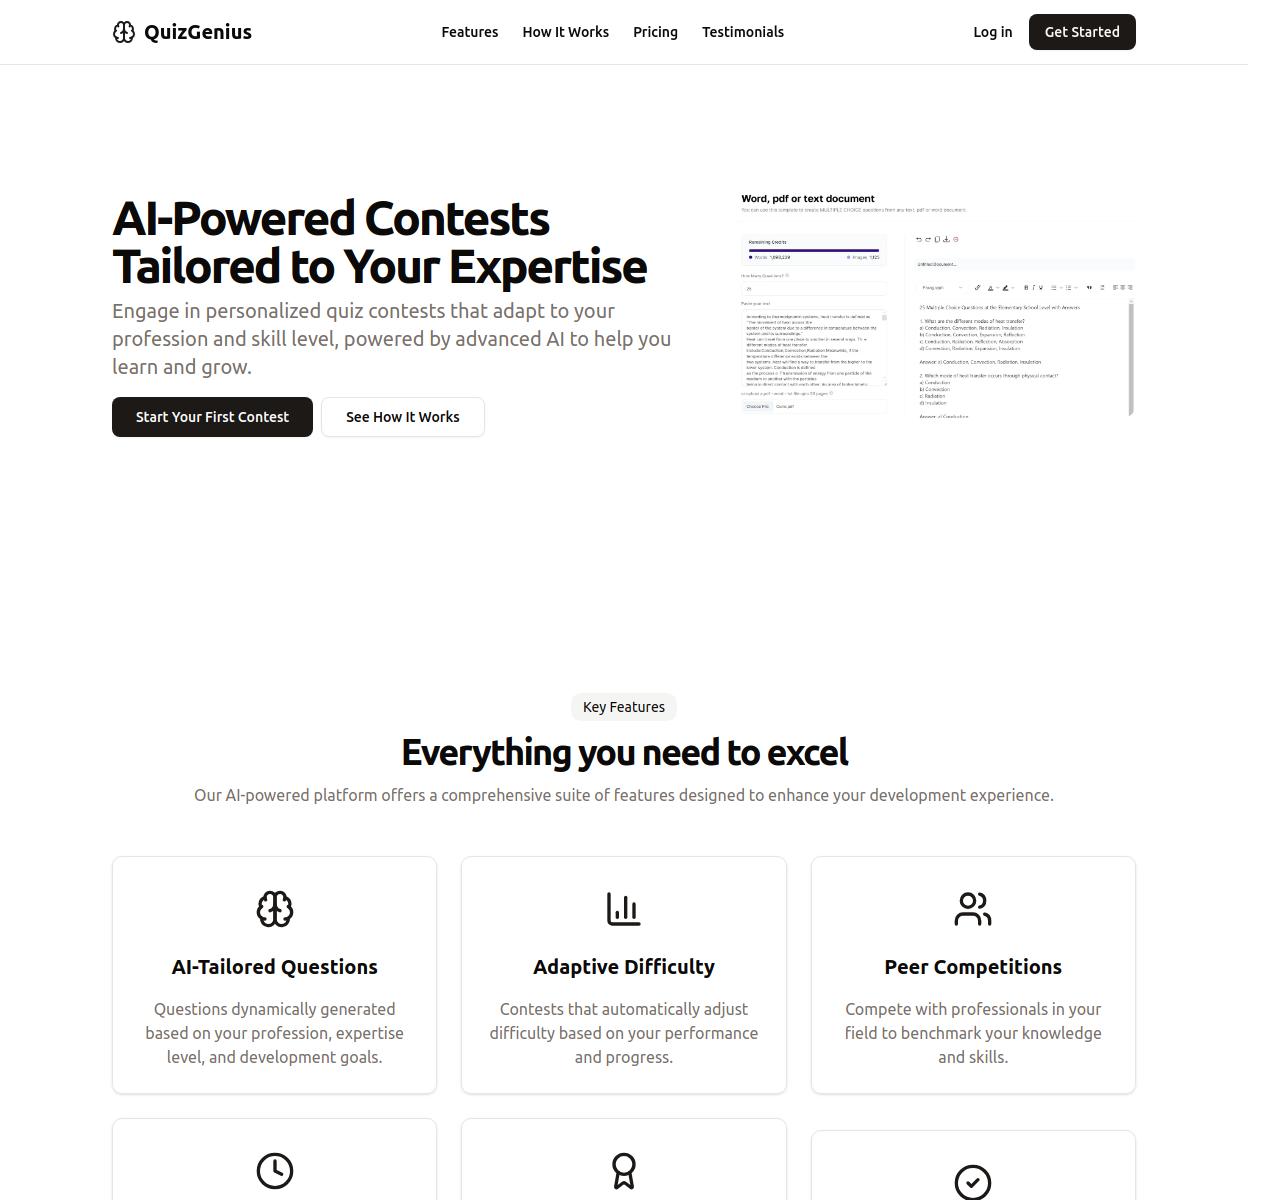 QuizGenius
Features
How It Works
Pricing
Testimonials
Log in
Get Started
AI-Powered Contests
Tailored to Your Expertise
Engage in personalized quiz contests that adapt to your
profession and skill level, powered by advanced AI to help you
learn and grow.
Start Your First Contest
See How It Works
Word, pdf or text document
You can use this template to create MULTIPLE CHOICE questions from any text, pdf or word document.
Remaining Credits
Words
Images
How Many Questions?
25
Paste your text
Untitled document...
Paragraph
25 Multiple Choice Questions at the Elementary School Level with Answers
1. What are the different modes of heat transfer?
a) Conduction, Convection, Radiation, Insulation
b) Conduction, Convection, Expansion, Reflection
c) Conduction, Radiation, Reflection, Absorption
d) Convection, Radiation, Expansion, Insulation
Answer: a) Conduction, Convection, Radiation, Insulation
2. Which mode of heat transfer occurs through physical contact?
a) Conduction
b) Convection
c) Radiation
d) Insulation
Answer: a) Conduction
Choose File
Key Features
Everything you need to excel
Our AI-powered platform offers a comprehensive suite of features designed to enhance your development experience.
AI-Tailored Questions
Questions dynamically generated
based on your profession, expertise
level, and development goals.
Adaptive Difficulty
Contests that automatically adjust
difficulty based on your performance
and progress.
Peer Competitions
Compete with professionals in your
field to benchmark your knowledge
and skills.